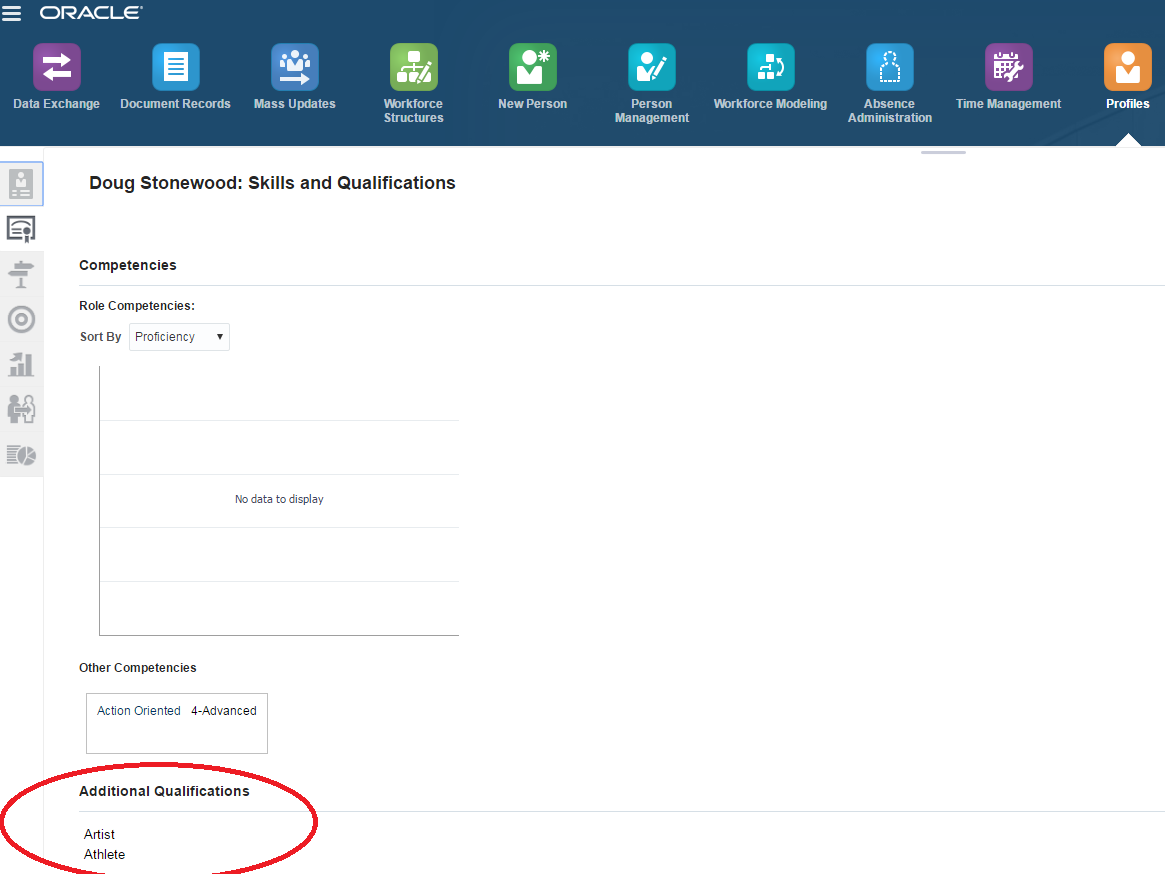 ORACLE
Data Exchange
Document Records
Mass Updates
Workforce
Structures
New Person
Person
Management
Workforce Modeling
Absence
Administration
Time Management
Profiles
Doug Stonewood: Skills and Qualifications
Competencies
Role Competencies:
Sort By Proficiency
No data to display
Other Competencies
Action Oriented 4-Advanced
Additional Qualifications
Artist
Athlete